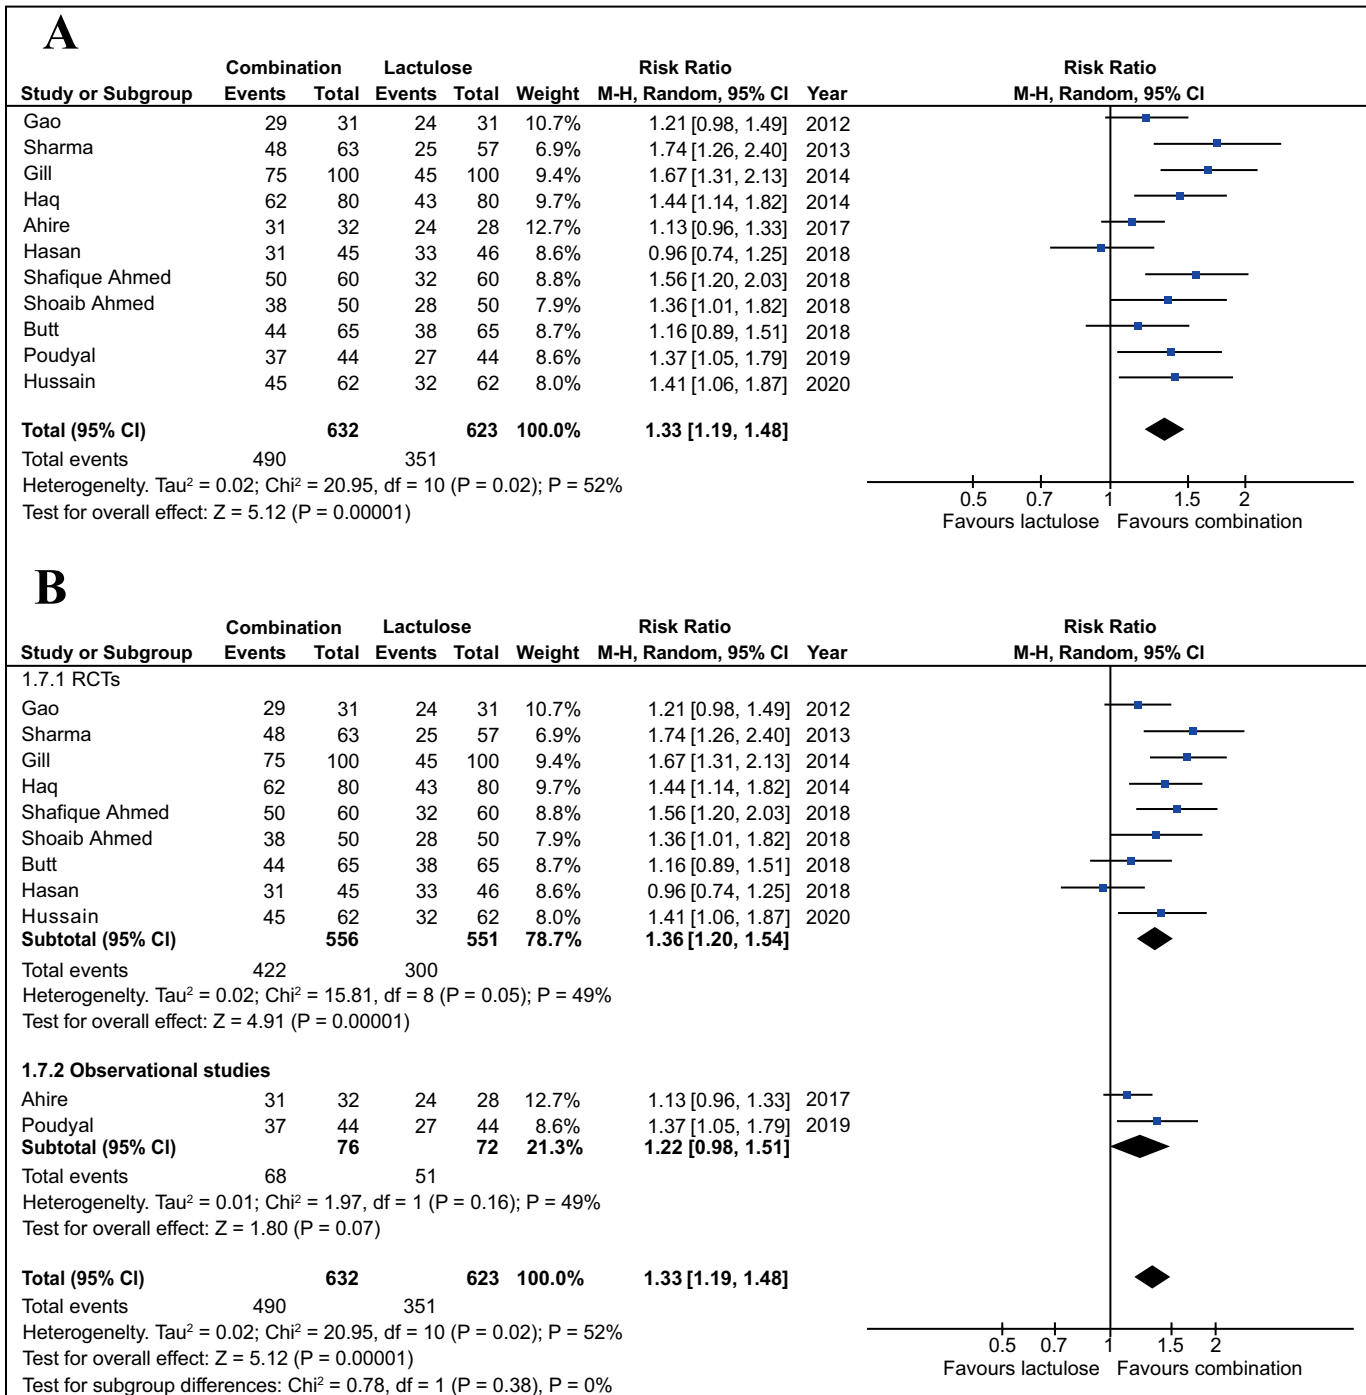 A
Combination Lactulose Risk Ratio Risk Ratio
Study or Subgroup Events Total Events Total Weight M-H, Random, 95% CI Year M-H, Random, 95% CI
Gao 29 31 24 31 10.7% 1.21 [0.98, 1.49] 2012
Sharma 48 63 25 57 6.9% 1.74 [1.26, 2.40] 2013
Gill 75 100 45 100 9.4% 1.67 [1.31, 2.13] 2014
Haq 62 80 43 80 9.7% 1.44 [1.14, 1.82] 2014
Ahire 31 32 24 28 12.7% 1.13 [0.96, 1.33] 2017
Hasan 31 45 33 46 8.6% 0.96 [0.74, 1.25] 2018
Shafique Ahmed 50 60 32 60 8.8% 1.56 [1.20, 2.03] 2018
Shoaib Ahmed 38 50 28 50 7.9% 1.36 [1.01, 1.82] 2018
Butt 44 65 38 65 8.7% 1.16 [0.89, 1.51] 2018
Poudyal 37 44 27 44 8.6% 1.37 [1.05, 1.79] 2019
Hussain 45 62 32 62 8.0% 1.41 [1.06, 1.87] 2020
Total (95% CI) 632 623 100.0% 1.33 [1.19, 1.48]
Total events 490 351
Heterogenelty. Tau² = 0.02; Chi² = 20.95, df = 10 (P = 0.02); P = 52%
Test for overall effect: Z = 5.12 (P = 0.00001)
0.5 0.7 1 1.5 2
Favours lactulose Favours combination
B
Combination Lactulose Risk Ratio Risk Ratio
Study or Subgroup Events Total Events Total Weight M-H, Random, 95% CI Year M-H, Random, 95% CI
1.7.1 RCTs
Gao 29 31 24 31 10.7% 1.21 [0.98, 1.49] 2012
Sharma 48 63 25 57 6.9% 1.74 [1.26, 2.40] 2013
Gill 75 100 45 100 9.4% 1.67 [1.31, 2.13] 2014
Haq 62 80 43 80 9.7% 1.44 [1.14, 1.82] 2014
Shafique Ahmed 50 60 32 60 8.8% 1.56 [1.20, 2.03] 2018
Shoaib Ahmed 38 50 28 50 7.9% 1.36 [1.01, 1.82] 2018
Butt 44 65 38 65 8.7% 1.16 [0.89, 1.51] 2018
Hasan 31 45 33 46 8.6% 0.96 [0.74, 1.25] 2018
Hussain 45 62 32 62 8.0% 1.41 [1.06, 1.87] 2020
Subtotal (95% CI) 556 551 78.7% 1.36 [1.20, 1.54]
Total events 422 300
Heterogenelty. Tau² = 0.02; Chi² = 15.81, df = 8 (P = 0.05); P = 49%
Test for overall effect: Z = 4.91 (P = 0.00001)
1.7.2 Observational studies
Ahire 31 32 24 28 12.7% 1.13 [0.96, 1.33] 2017
Poudyal 37 44 27 44 8.6% 1.37 [1.05, 1.79] 2019
Subtotal (95% CI) 76 72 21.3% 1.22 [0.98, 1.51]
Total events 68 51
Heterogenelty. Tau² = 0.01; Chi² = 1.97, df = 1 (P = 0.16); P = 49%
Test for overall effect: Z = 1.80 (P = 0.07)
Total (95% CI) 632 623 100.0% 1.33 [1.19, 1.48]
Total events 490 351
Heterogenelty. Tau² = 0.02; Chi² = 20.95, df = 10 (P = 0.02); P = 52%
Test for overall effect: Z = 5.12 (P = 0.00001)
Test for subgroup differences: Chi² = 0.78, df = 1 (P = 0.38), P = 0%
0.5 0.7 1 1.5 2
Favours lactulose Favours combination